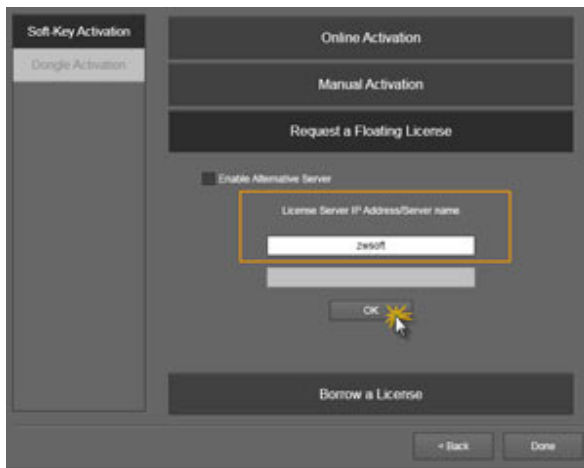 Soft-Key Activation
Dongle Activation
Online Activation
Manual Activation
Request a Floating License
Enable Alternative Server
License Server IP Address/Server name
zwsoft
OK
Borrow a License
< Back
Done